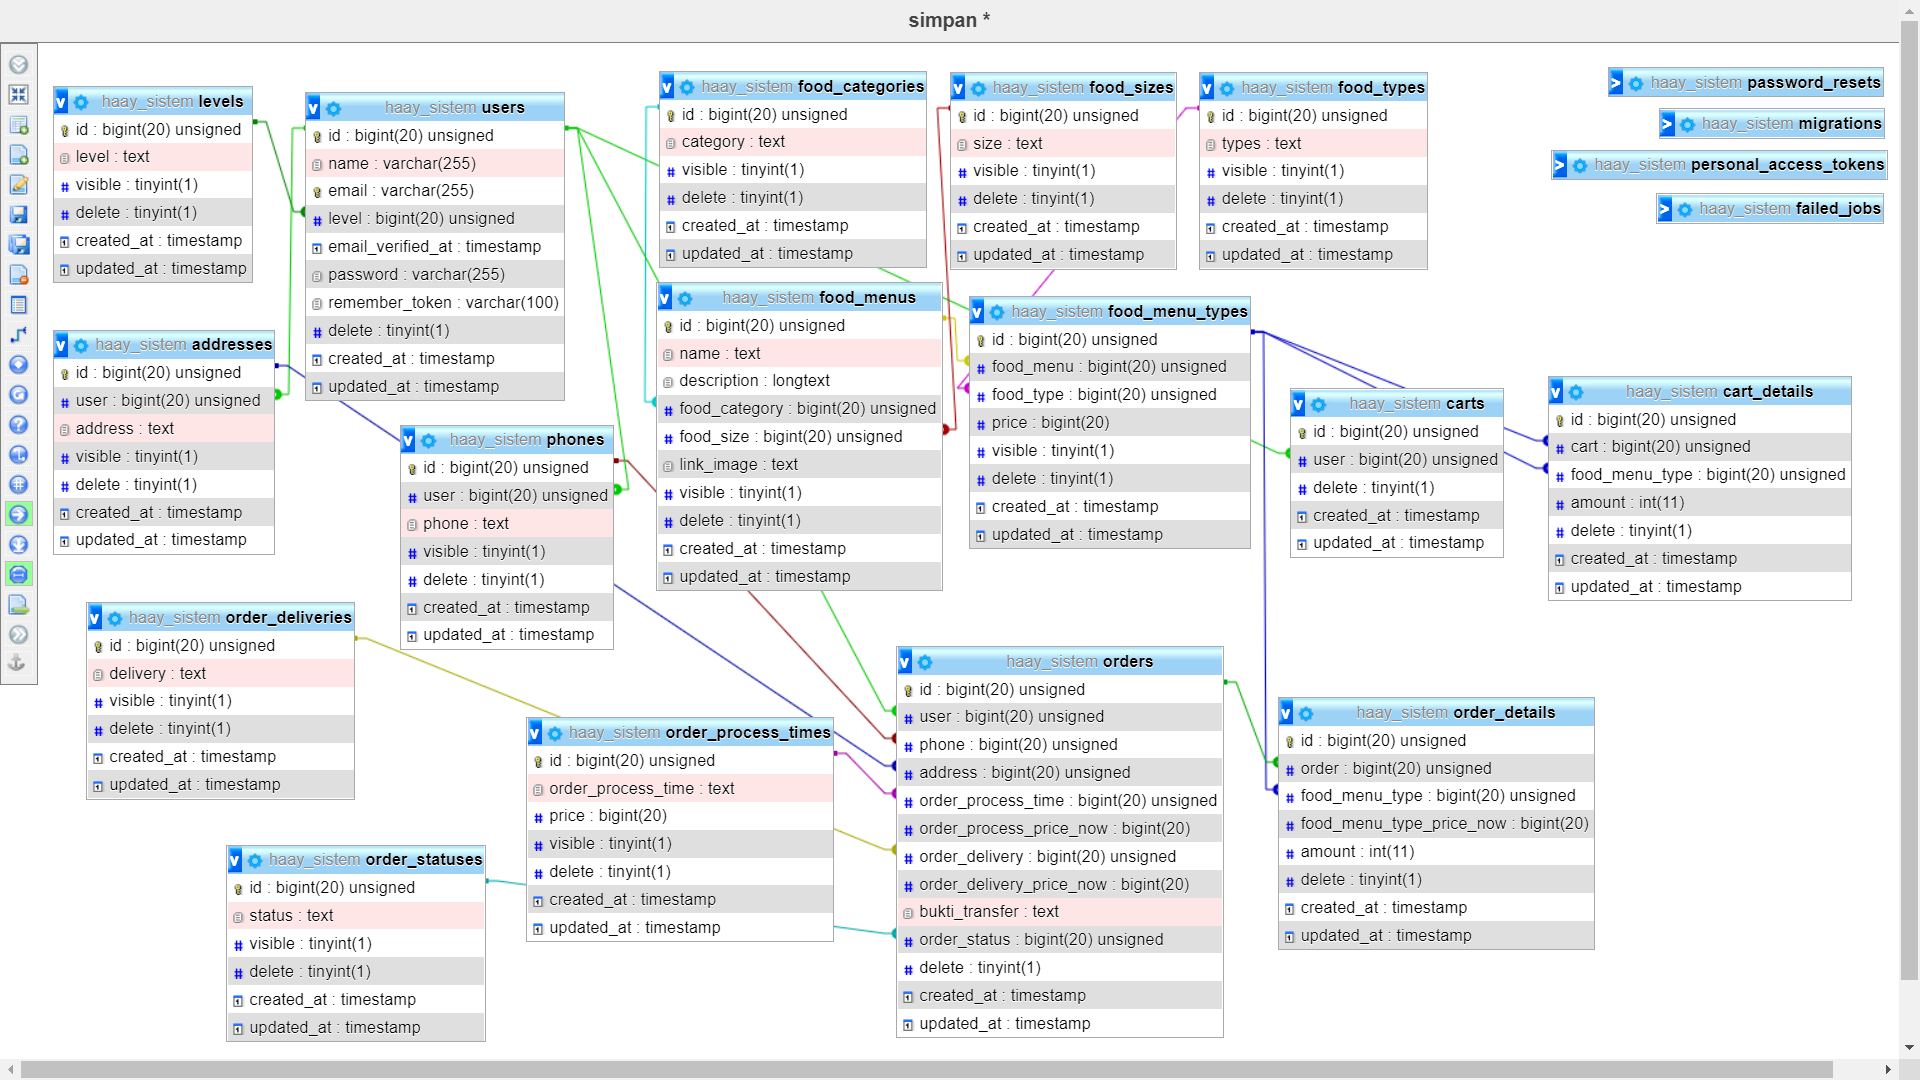 simpan *
haay_sistem levels
id : bigint(20) unsigned
level : text
visible : tinyint(1)
delete : tinyint(1)
created_at : timestamp
updated_at : timestamp
haay_sistem users
id : bigint(20) unsigned
name : varchar(255)
email : varchar(255)
level : bigint(20) unsigned
email_verified_at : timestamp
password : varchar(255)
remember_token : varchar(100)
delete : tinyint(1)
created_at : timestamp
updated_at : timestamp
haay_sistem food_categories
id : bigint(20) unsigned
category : text
visible : tinyint(1)
delete : tinyint(1)
created_at : timestamp
updated_at : timestamp
haay_sistem food_sizes
id : bigint(20) unsigned
size : text
visible : tinyint(1)
delete : tinyint(1)
created_at : timestamp
updated_at : timestamp
haay_sistem food_types
id : bigint(20) unsigned
types : text
visible : tinyint(1)
delete : tinyint(1)
created_at : timestamp
updated_at : timestamp
haay_sistem password_resets
haay_sistem migrations
haay_sistem personal_access_tokens
haay_sistem failed_jobs
haay_sistem addresses
id : bigint(20) unsigned
user : bigint(20) unsigned
address : text
visible : tinyint(1)
delete : tinyint(1)
created_at : timestamp
updated_at : timestamp
haay_sistem phones
id : bigint(20) unsigned
user : bigint(20) unsigned
phone : text
visible : tinyint(1)
delete : tinyint(1)
created_at : timestamp
updated_at : timestamp
haay_sistem food_menus
id : bigint(20) unsigned
name : text
description : longtext
food_category : bigint(20) unsigned
food_size : bigint(20) unsigned
link_image : text
visible : tinyint(1)
delete : tinyint(1)
created_at : timestamp
updated_at : timestamp
haay_sistem food_menu_types
id : bigint(20) unsigned
food_menu : bigint(20) unsigned
food_type : bigint(20) unsigned
price : bigint(20)
visible : tinyint(1)
delete : tinyint(1)
created_at : timestamp
updated_at : timestamp
haay_sistem carts
id : bigint(20) unsigned
user : bigint(20) unsigned
delete : tinyint(1)
created_at : timestamp
updated_at : timestamp
haay_sistem cart_details
id : bigint(20) unsigned
cart : bigint(20) unsigned
food_menu_type : bigint(20) unsigned
amount : int(11)
delete : tinyint(1)
created_at : timestamp
updated_at : timestamp
haay_sistem order_deliveries
id : bigint(20) unsigned
delivery : text
visible : tinyint(1)
delete : tinyint(1)
created_at : timestamp
updated_at : timestamp
haay_sistem order_process_times
id : bigint(20) unsigned
order_process_time : text
price : bigint(20)
visible : tinyint(1)
delete : tinyint(1)
created_at : timestamp
updated_at : timestamp
haay_sistem orders
id : bigint(20) unsigned
user : bigint(20) unsigned
phone : bigint(20) unsigned
address : bigint(20) unsigned
order_process_time : bigint(20) unsigned
order_process_price_now : bigint(20)
order_delivery : bigint(20) unsigned
order_delivery_price_now : bigint(20)
bukti_transfer : text
order_status : bigint(20) unsigned
delete : tinyint(1)
created_at : timestamp
updated_at : timestamp
haay_sistem order_details
id : bigint(20) unsigned
order : bigint(20) unsigned
food_menu_type : bigint(20) unsigned
food_menu_type_price_now : bigint(20)
amount : int(11)
delete : tinyint(1)
created_at : timestamp
updated_at : timestamp
haay_sistem order_statuses
id : bigint(20) unsigned
status : text
visible : tinyint(1)
delete : tinyint(1)
created_at : timestamp
updated_at : timestamp